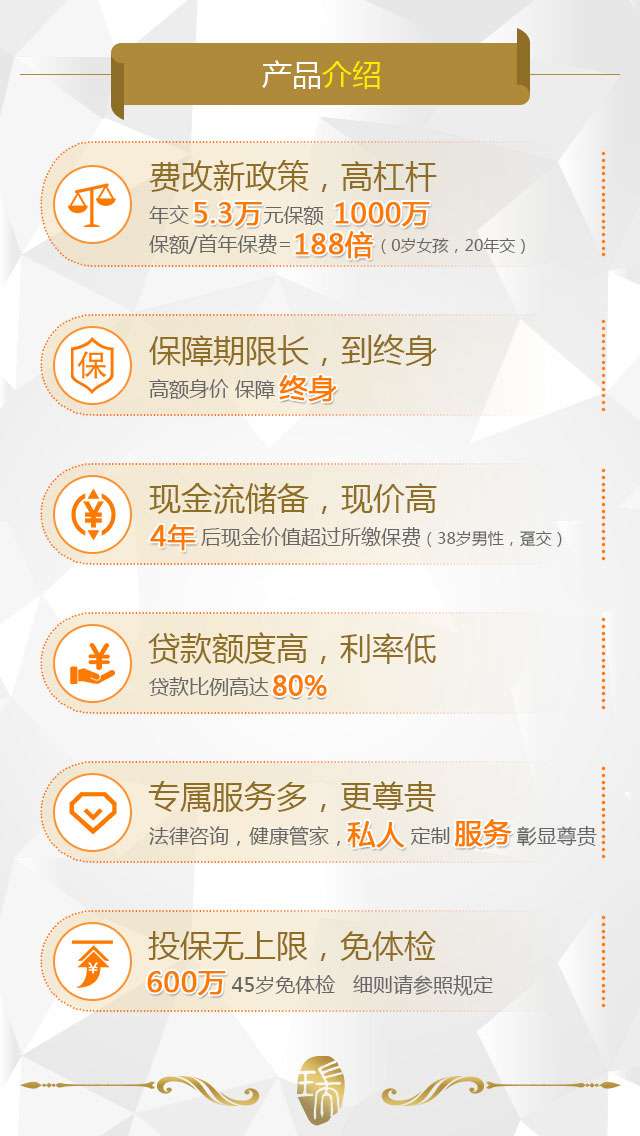 产品介绍
费改新政策，高杠杆
年交5.3万元保额 1000万
保额/首年保费=188倍（0岁女孩，20年交）
保
保障期限长，到终身
高额身价 保障 终身
¥
现金流储备，现价高
4年后现金价值超过所缴保费（38岁男性，趸交）
¥
贷款额度高，利率低
贷款比例高达80%
专属服务多，更尊贵
法律咨询，健康管家，私人 定制 服务 彰显尊贵
¥
投保无上限，免体检
600万 45岁免体检 细则请参照规定
瑞